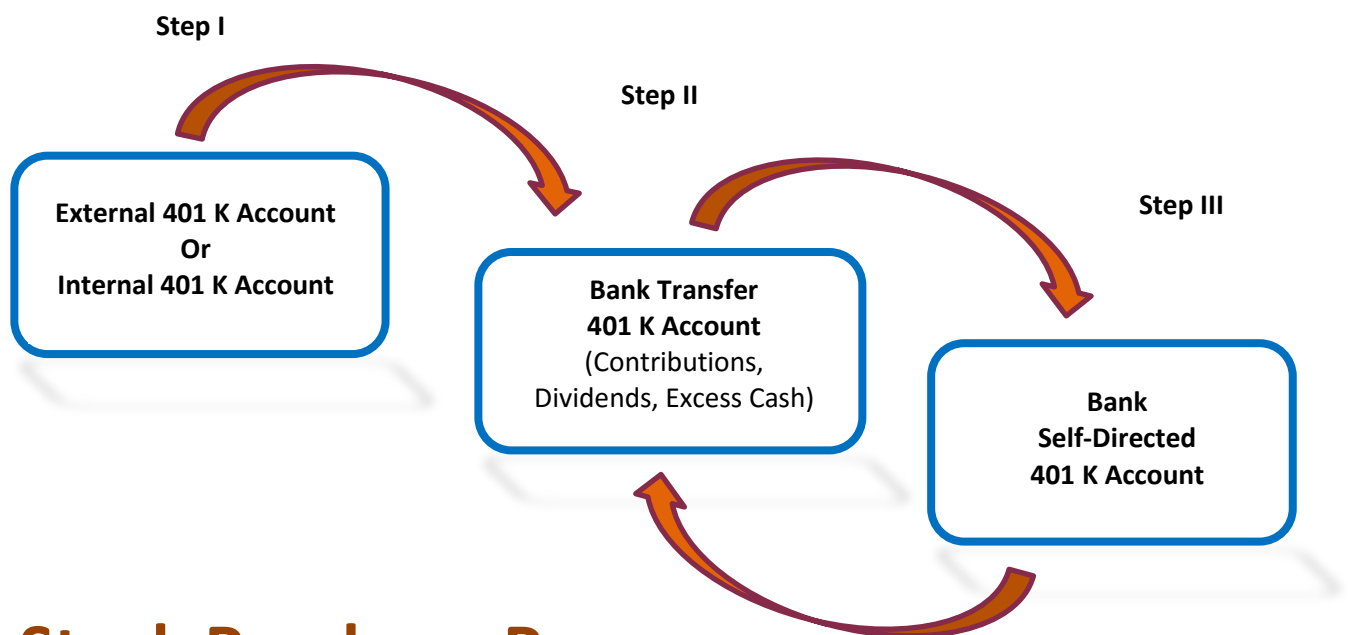 Step I
Step II
Step III
External 401 K Account
Or
Internal 401 K Account
Bank Transfer
401 K Account
(Contributions,
Dividends, Excess Cash)
Bank
Self-Directed
401 K Account